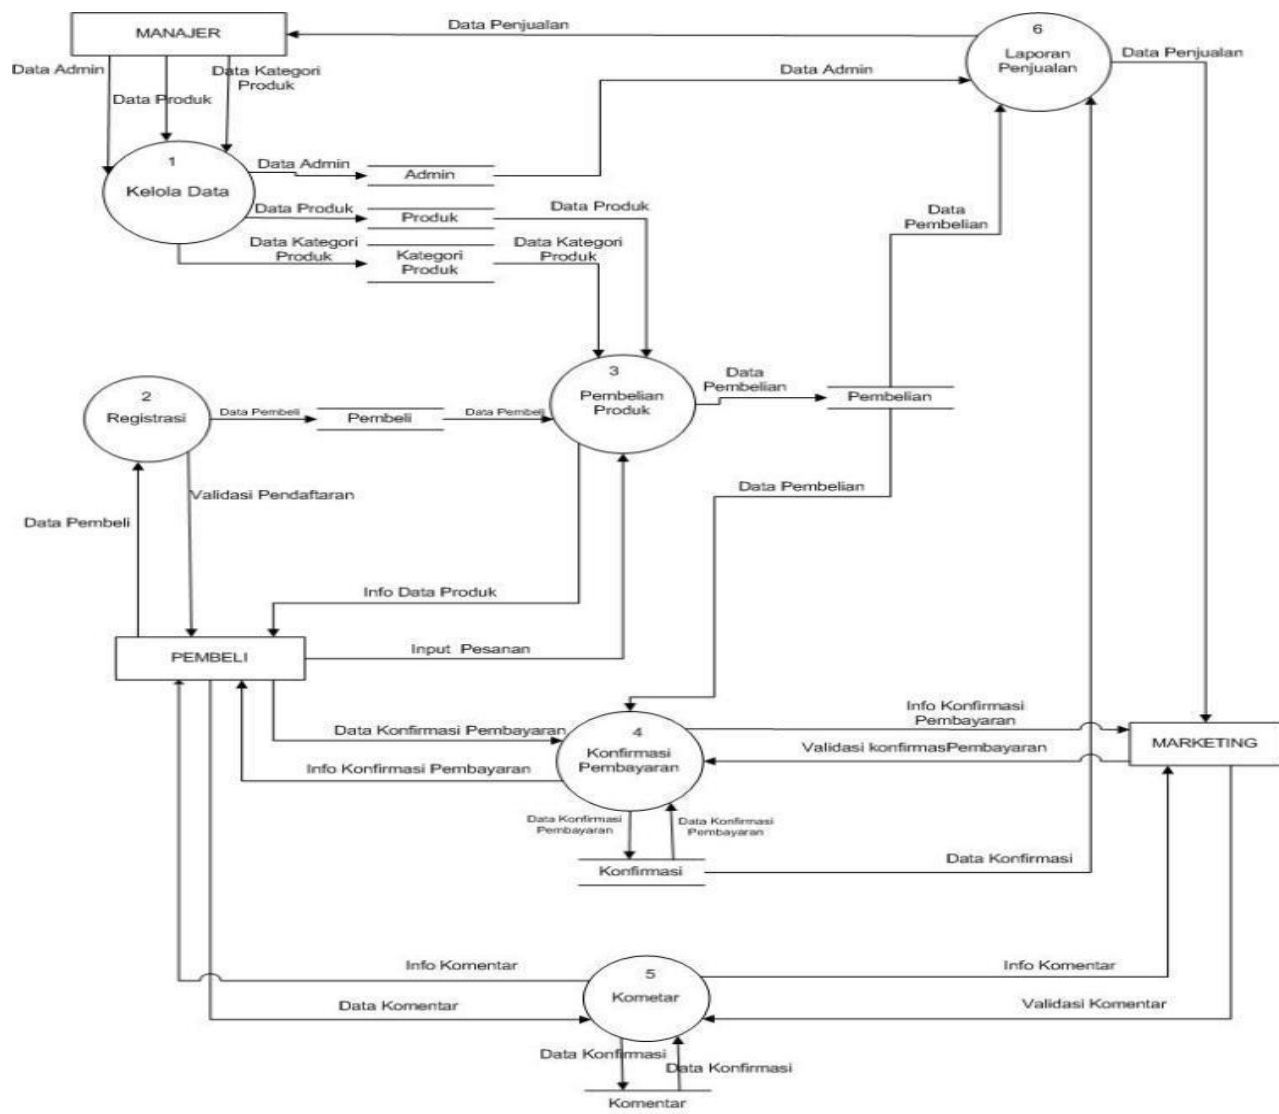 Data Penjualan
MANAJER
6
Laporan
Penjualan
Data Penjualan
Data Admin
Data Kategori
Produk
Data Produk
Data Admin
1
Kelola Data
Data Admin
Admin
Data Produk
Produk
Data Produk
Data Kategori
Produk
Kategori
Produk
Data Kategori
Produk
Data
Pembelian
3
Pembelian
Produk
Data
Pembelian
Pembelian
2
Registrasi
Data Pembeli
Pembeli
Data Pembeli
Validasi Pendaftaran
Data Pembeli
Data Pembelian
Info Data Produk
PEMBELI
Input Pesanan
Data Konfirmasi Pembayaran
Info Konfirmasi Pembayaran
4
Konfirmasi
Pembayaran
Info Konfirmasi
Pembayaran
Validasi konfirmasPembayaran
MARKETING
Data Konfirmasi
Pembayaran
Data Konfirmasi
Pembayaran
Konfirmasi
Data Konfirmasi
Info Komentar
5
Kometar
Info Komentar
Data Komentar
Validasi Komentar
Data Konfirmasi
Data Konfirmasi
Komentar